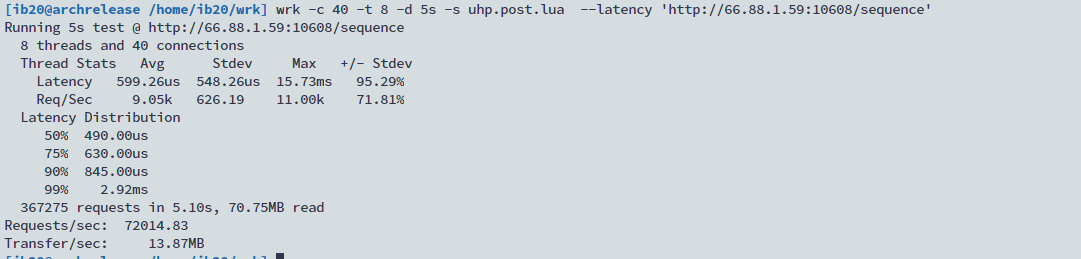 [ib20@archrelease /home/ib20/wrk] wrk -c 40 -t 8 -d 5s -s uhp.post.lua  --latency 'http://66.88.1.59:10608/sequence'
Running 5s test @ http://66.88.1.59:10608/sequence
  8 threads and 40 connections
  Thread Stats   Avg      Stdev     Max   +/- Stdev
    Latency   599.26us  548.26us  15.73ms   95.29%
    Req/Sec     9.05k   626.19    11.00k    71.81%
  Latency Distribution
     50%  490.00us
     75%  630.00us
     90%  845.00us
     99%    2.92ms
  367275 requests in 5.10s, 70.75MB read
Requests/sec:  72014.83
Transfer/sec:     13.87MB